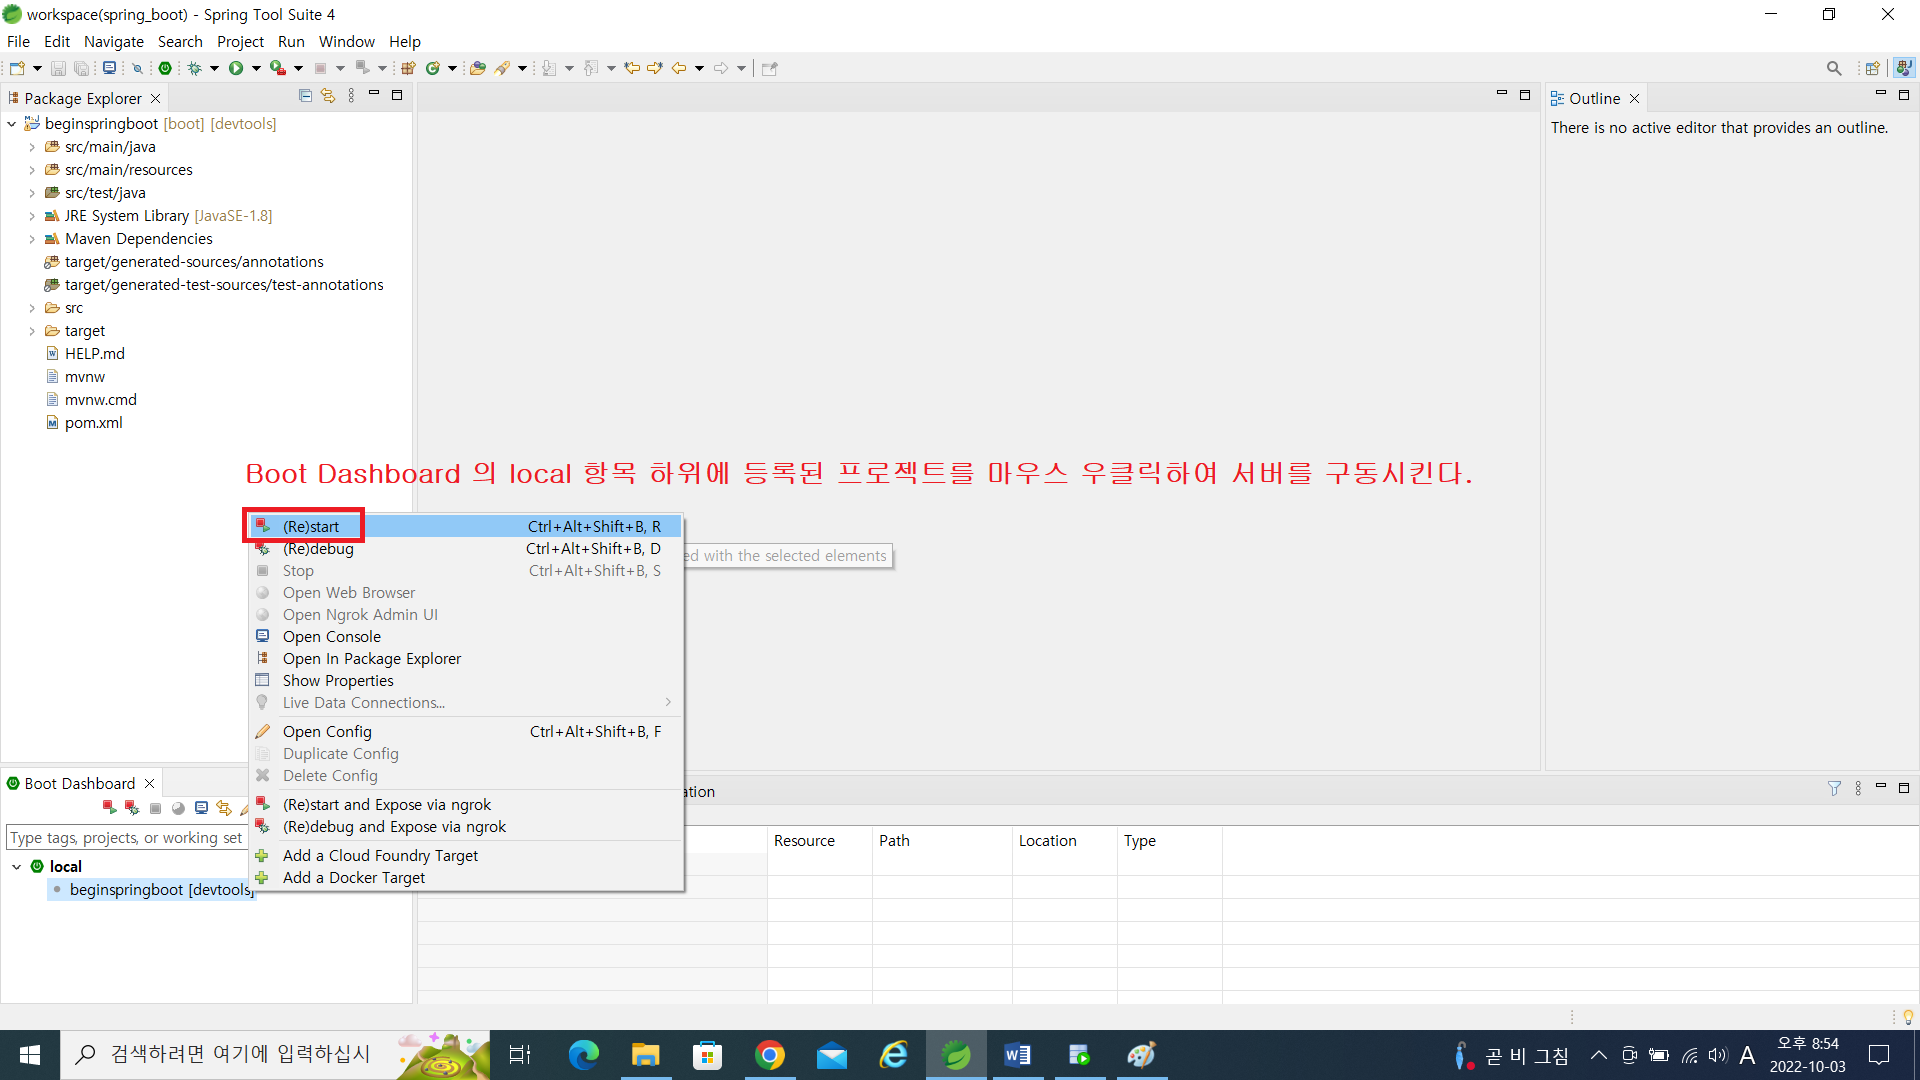 workspace(spring_boot) - Spring Tool Suite 4
File Edit Navigate Search Project Run Window Help
Package Explorer
beginspringboot [boot] [devtools]
src/main/java
src/main/resources
src/test/java
JRE System Library [JavaSE-1.8]
Maven Dependencies
target/generated-sources/annotations
target/generated-test-sources/test-annotations
src
target
HELP.md
mvnw
mvnw.cmd
pom.xml
Outline
There is no active editor that provides an outline.
Boot Dashboard 의 local 항목 하위에 등록된 프로젝트를 마우스 우클릭하여 서버를 구동시킨다.
(Re)start Ctrl+Alt+Shift+B, R
(Re)debug Ctrl+Alt+Shift+B, D
ed with the selected elements
Stop Ctrl+Alt+Shift+B, S
Open Web Browser
Open Ngrok Admin UI
Open Console
Open In Package Explorer
Show Properties
Live Data Connections...
Open Config Ctrl+Alt+Shift+B, F
Duplicate Config
Delete Config
(Re)start and Expose via ngrok
(Re)debug and Expose via ngrok
Add a Cloud Foundry Target
Add a Docker Target
Boot Dashboard
Type tags, projects, or working set
local
beginspringboot [devtools]
ation
Resource Path Location Type
검색하려면 여기에 입력하십시
곧 비 그침
A
오후 8:54
2022-10-03